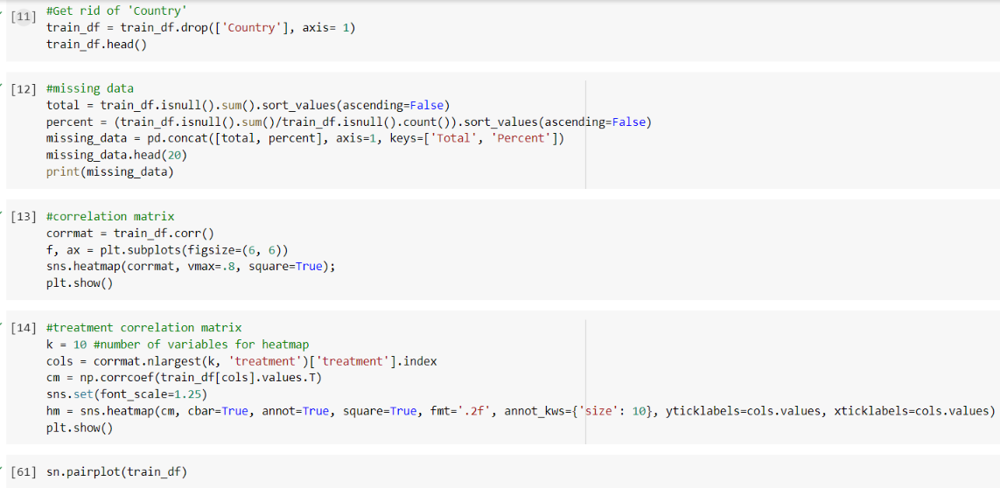 [11] #Get rid of 'Country'
train_df = train_df.drop(['Country'], axis= 1)
train_df.head()
[12] #missing data
total = train_df.isnull().sum().sort_values(ascending=False)
percent = (train_df.isnull().sum()/train_df.isnull().count()).sort_values(ascending=False)
missing_data = pd.concat([total, percent], axis=1, keys=['Total', 'Percent'])
missing_data.head(20)
print(missing_data)
[13] #correlation matrix
corrmat = train_df.corr()
f, ax = plt.subplots(figsize=(6, 6))
sns.heatmap(corrmat, vmax=.8, square=True);
plt.show()
[14] #treatment correlation matrix
k = 10 #number of variables for heatmap
cols = corrmat.nlargest(k, 'treatment')['treatment'].index
cm = np.corrcoef(train_df[cols].values.T)
sns.set(font_scale=1.25)
hm = sns.heatmap(cm, cbar=True, annot=True, square=True, fmt='.2f', annot_kws={'size': 10}, yticklabels=cols.values, xticklabels=cols.values)
plt.show()
[61] sn.pairplot(train_df)